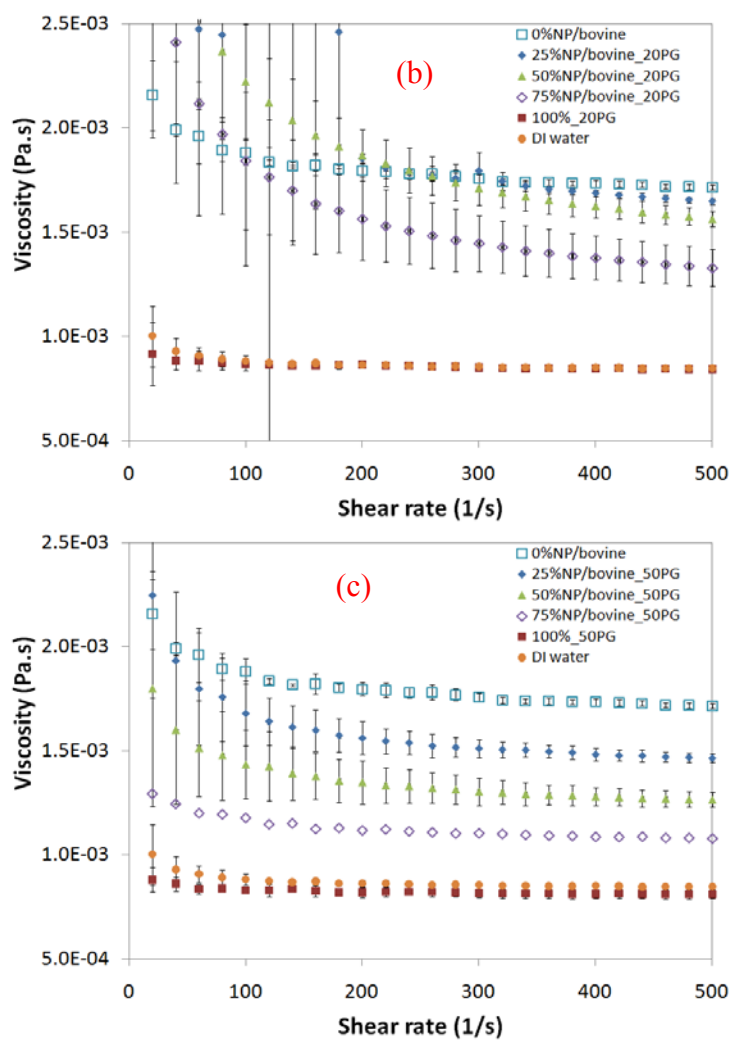 2.5E-03
(b)
0%NP/bovine
25%NP/bovine_20PG
50%NP/bovine_20PG
75%NP/bovine_20PG
100%_20PG
DI water
2.0E-03
1.5E-03
1.0E-03
5.0E-04
Viscosity (Pa.s)
0 100 200 300 400 500
Shear rate (1/s)
2.5E-03
(c)
0%NP/bovine
25%NP/bovine_50PG
50%NP/bovine_50PG
75%NP/bovine_50PG
100%_50PG
DI water
2.0E-03
1.5E-03
1.0E-03
5.0E-04
Viscosity (Pa.s)
0 100 200 300 400 500
Shear rate (1/s)